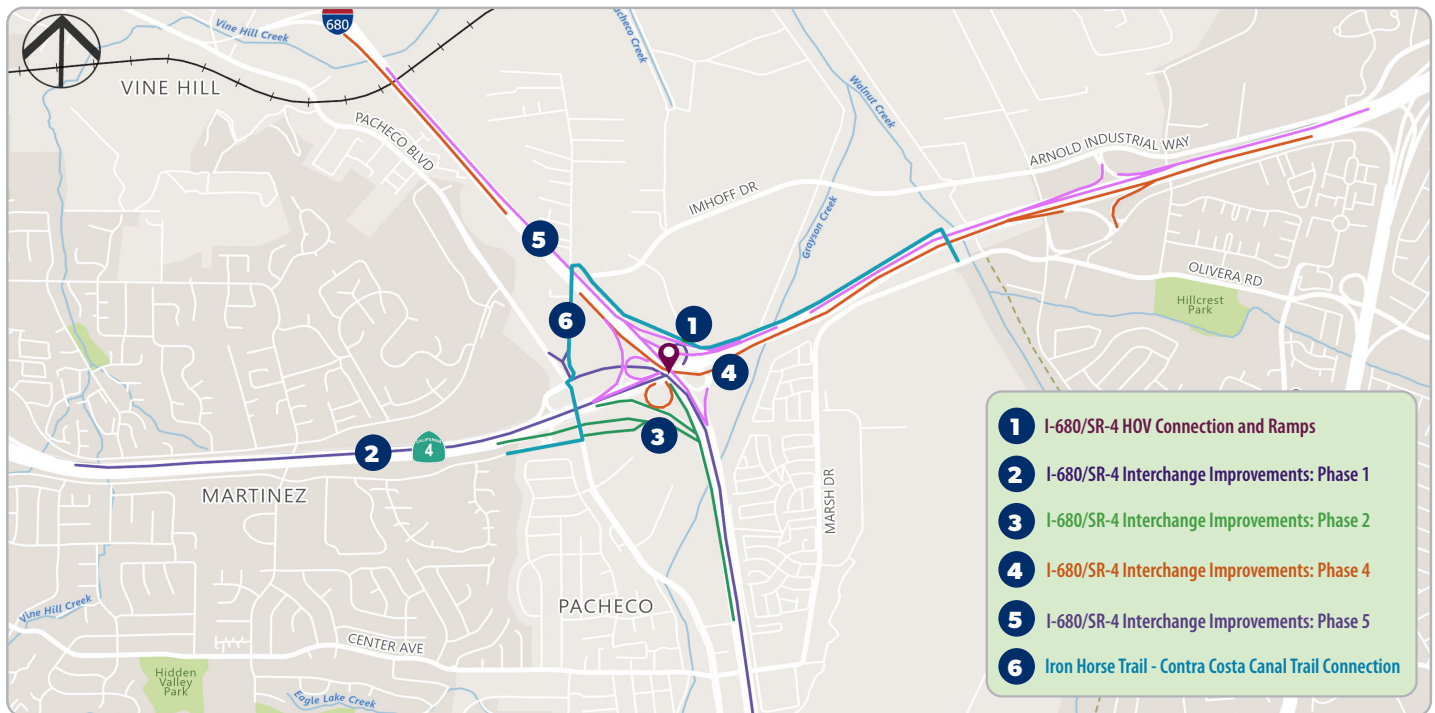 680
Vine Hill Creek
Pacheco Creek
VINE HILL
PACHECO BLVD
Walnut Creek
ARNOLD INDUSTRIAL WAY
IMHOFF DR
Grayson Creek
5
OLIVERA RD
Hillcrest
Park
6
1
4
3
2
CALIFORNIA
4
MARTINEZ
MARSH DR
PACHECO
Vine Hill Creek
CENTER AVE
Hidden
Valley
Park
Eagle Lake Creek
1 I-680/SR-4 HOV Connection and Ramps
2 I-680/SR-4 Interchange Improvements: Phase 1
3 I-680/SR-4 Interchange Improvements: Phase 2
4 I-680/SR-4 Interchange Improvements: Phase 4
5 I-680/SR-4 Interchange Improvements: Phase 5
6 Iron Horse Trail - Contra Costa Canal Trail Connection